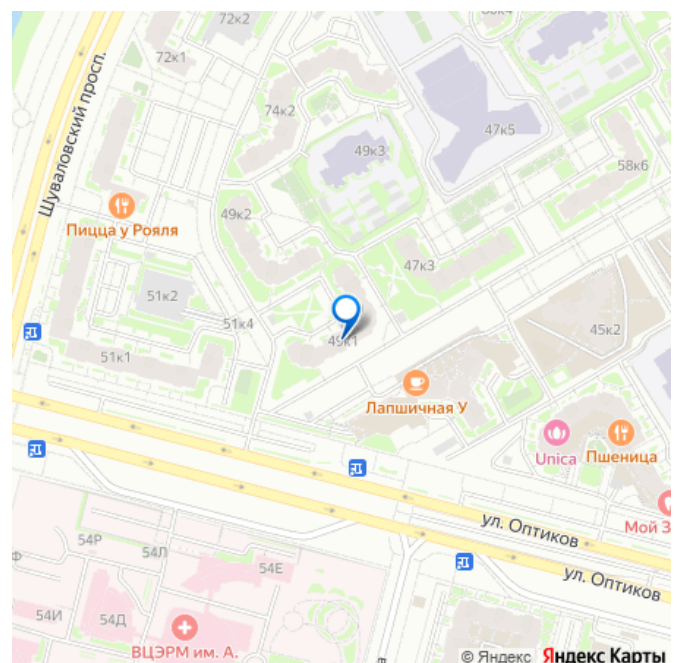 72к2
72к1
74к2
47к5
49к3
58к6
Шуваловский просп.
Пицца у Рояля
49к2
47к3
51к2
51к4
49к1
45к2
51к1
Лапшичная У
Unica
Пшеница
Мой З
ул. Оптиков
ул. Оптиков
54Р
54Л
54Е
54И
54Д
ВЦЭРМ им. А.
© Яндекс Яндекс Карты